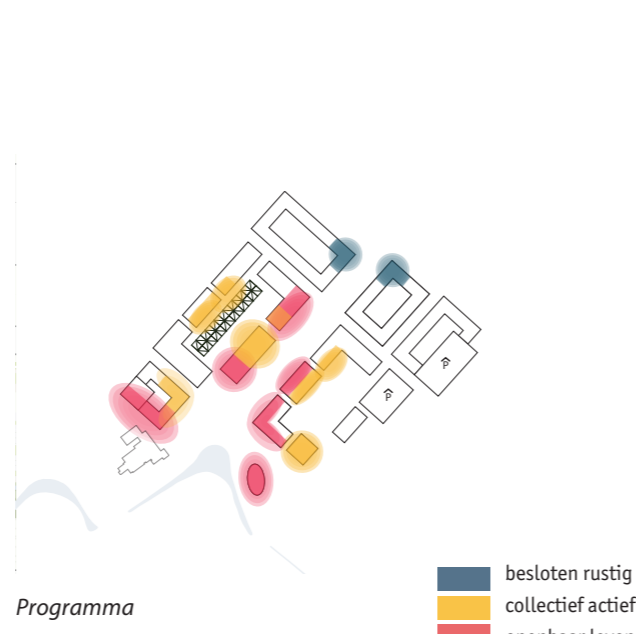 P
P
besloten rustig
Programma
collectief actief